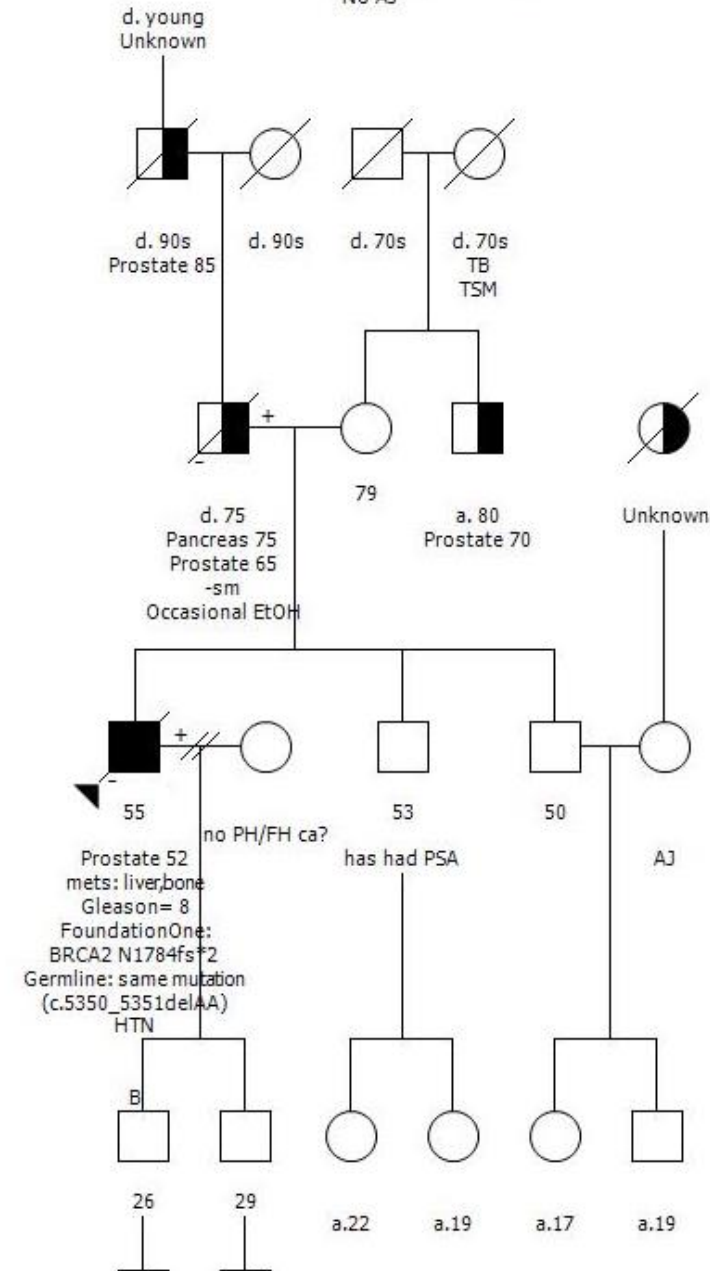 No AJ
d. young
Unknown
d. 90s
Prostate 85
d. 90s
d. 70s
d. 70s
TB
TSM
+
-
d. 75
Pancreas 75
Prostate 65
-sm
Occasional EtOH
79
a. 80
Prostate 70
Unknown
+
-
55
Prostate 52
mets: liver,bone
Gleason= 8
FoundationOne:
BRCA2 N1784fs*2
Germline: same mutation
(c.5350_5351delAA)
HTN
no PH/FH ca?
53
has had PSA
50
AJ
B
26
29
a.22
a.19
a.17
a.19